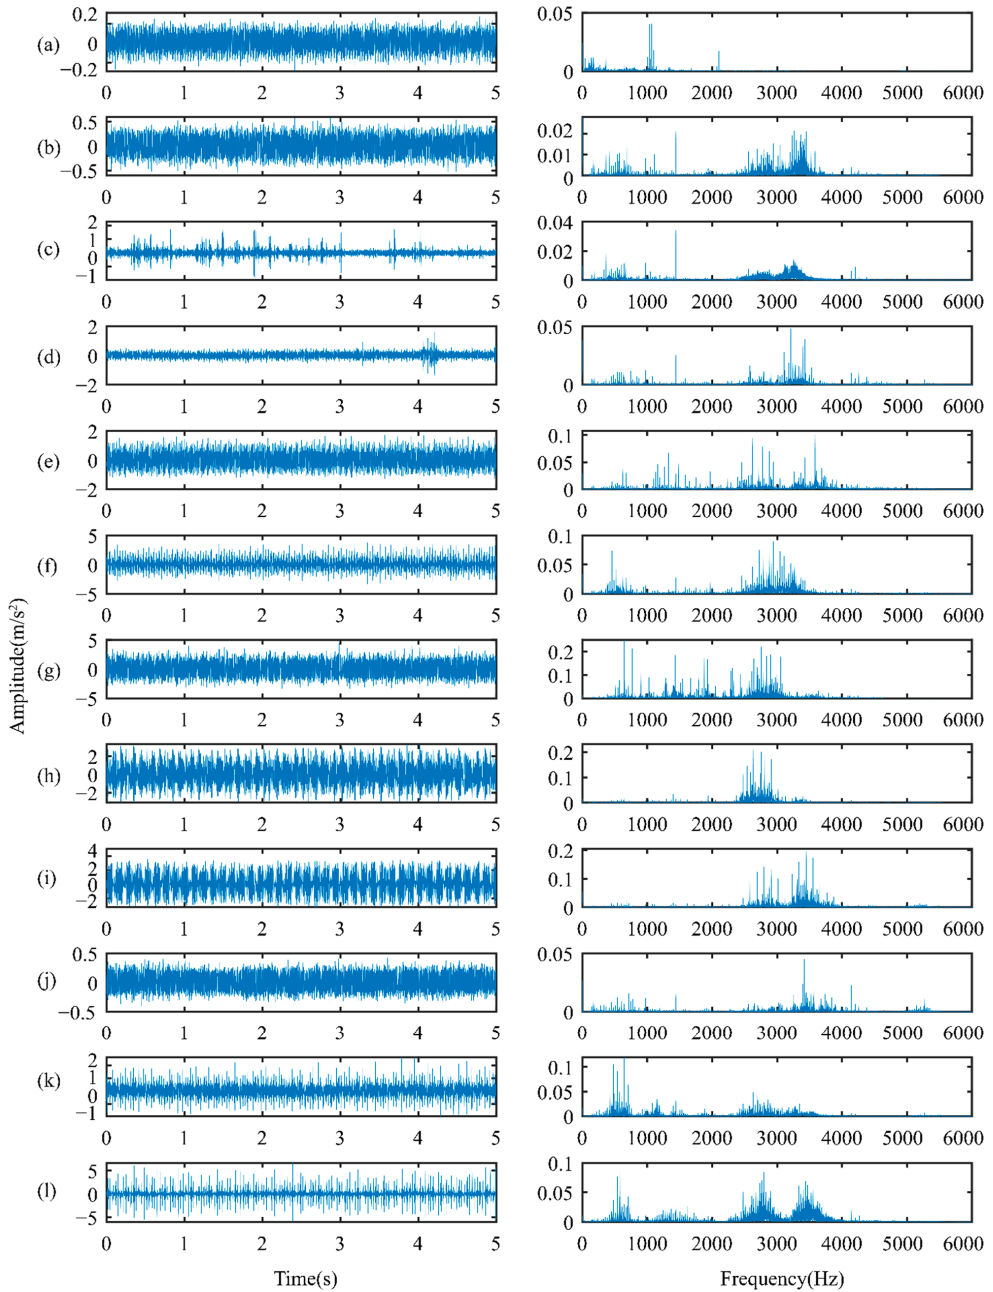 0.2 0.05
(a) 0
−0.2 0
0 1 2 3 4 5 0 1000 2000 3000 4000 5000 6000
0.5 0.02
(b) 0 0.01
−0.5 0
0 1 2 3 4 5 0 1000 2000 3000 4000 5000 6000
2 0.04
1
(c) 0 0.02
−1 0
0 1 2 3 4 5 0 1000 2000 3000 4000 5000 6000
2 0.05
(d) 0
−2 0
0 1 2 3 4 5 0 1000 2000 3000 4000 5000 6000
2 0.1
(e) 0 0.05
−2 0
0 1 2 3 4 5 0 1000 2000 3000 4000 5000 6000
5 0.1
(f) 0 0.05
−5 0
0 1 2 3 4 5 0 1000 2000 3000 4000 5000 6000
Amplitude(m/s²)
5 0.2
(g) 0 0.1
−5 0
0 1 2 3 4 5 0 1000 2000 3000 4000 5000 6000
2 0.2
(h) 0 0.1
−2 0
0 1 2 3 4 5 0 1000 2000 3000 4000 5000 6000
4 0.2
2
(i) 0 0.1
−2 0
0 1 2 3 4 5 0 1000 2000 3000 4000 5000 6000
0.5 0.05
(j) 0
−0.5 0
0 1 2 3 4 5 0 1000 2000 3000 4000 5000 6000
2 0.1
(k) 1
0 0.05
−1 0
0 1 2 3 4 5 0 1000 2000 3000 4000 5000 6000
5 0.1
(l) 0 0.05
−5 0
0 1 2 3 4 5 0 1000 2000 3000 4000 5000 6000
Time(s) Frequency(Hz)